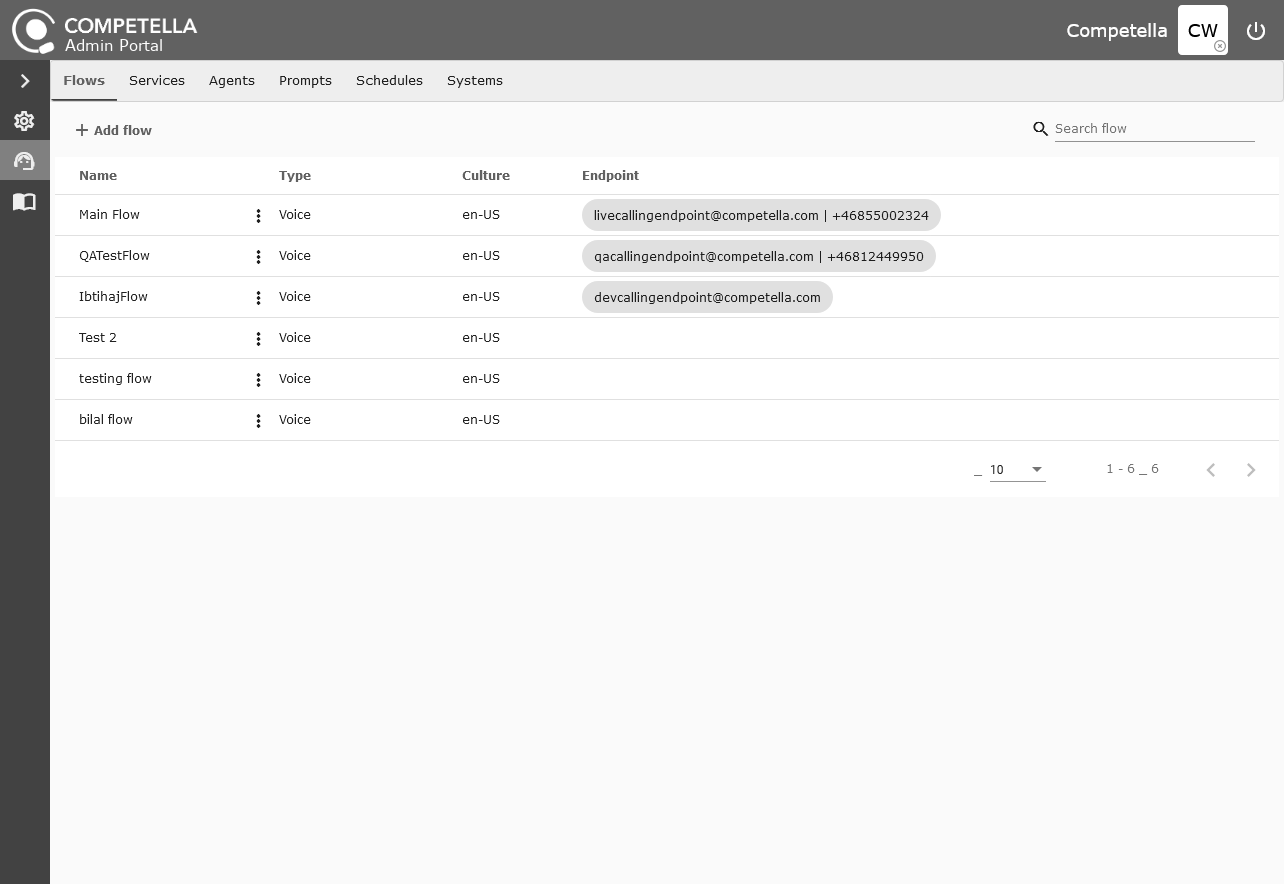 COMPETELLA
Admin Portal
Competella
CW
Flows Services Agents Prompts Schedules Systems
Add flow
Search flow
Name Type Culture Endpoint
Main Flow Voice en-US livecallingendpoint@competella.com | +46855002324
QATestFlow Voice en-US qacallingendpoint@competella.com | +46812449950
IbtihajFlow Voice en-US devcallingendpoint@competella.com
Test 2 Voice en-US
testing flow Voice en-US
bilal flow Voice en-US
_ 10 1 - 6 _ 6